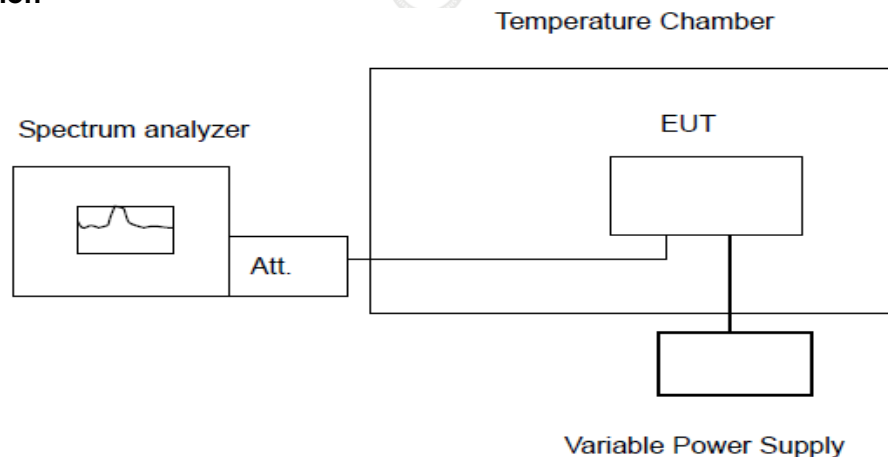 Temperature Chamber
Spectrum analyzer
EUT
Att.
Variable Power Supply